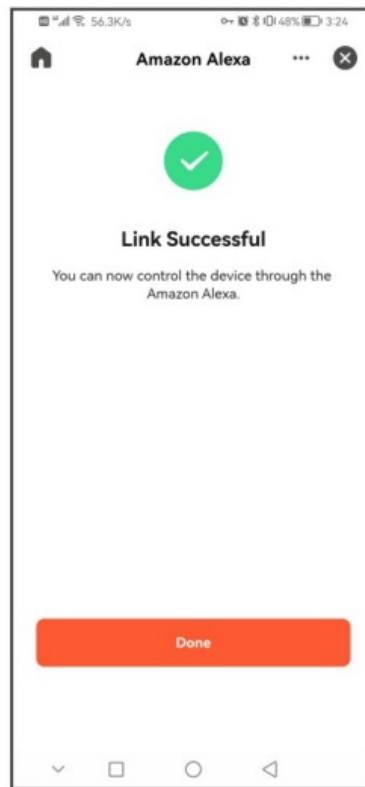 56.3K/s 48% 3:24
Amazon Alexa
Link Successful
You can now control the device through the
Amazon Alexa.
Done